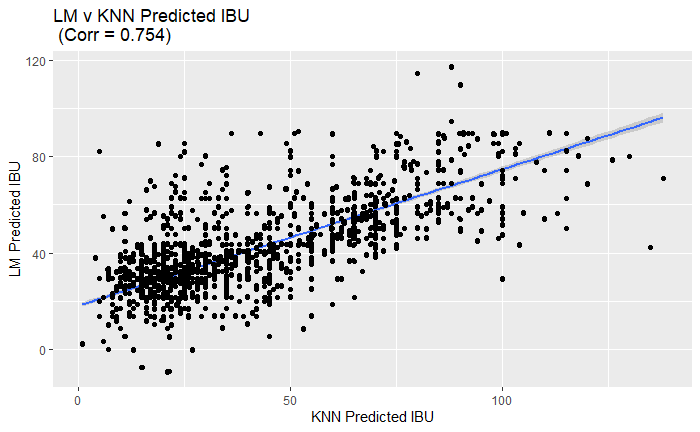 LM v KNN Predicted IBU
(Corr = 0.754)
120
80
40
0
LM Predicted IBU
0 50 100
KNN Predicted IBU